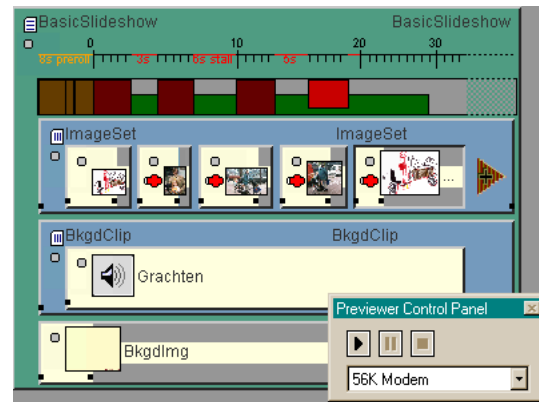 BasicSlideshow BasicSlideshow
0 10 20 30
8s preroll 3s 8s stall 5s
ImageSet ImageSet
...
BkgdClip BkgdClip
Grachten
Previewer Control Panel
BkgdImg
56K Modem